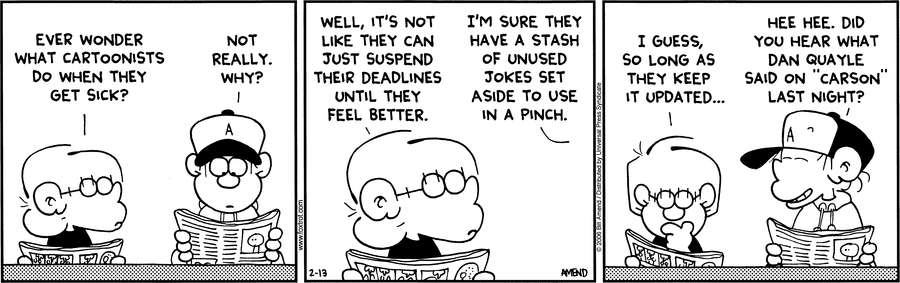 EVER WONDER
WHAT CARTOONISTS
DO WHEN THEY
GET SICK?
NOT
REALLY.
WHY?
A
www.foxtrot.com
WELL, IT'S NOT
LIKE THEY CAN
JUST SUSPEND
THEIR DEADLINES
UNTIL THEY
FEEL BETTER.
I'M SURE THEY
HAVE A STASH
OF UNUSED
JOKES SET
ASIDE TO USE
IN A PINCH.
2-13
AMEND
© 2006 Bill Amend / Distributed by Universal Press Syndicate
I GUESS,
SO LONG AS
THEY KEEP
IT UPDATED...
HEE HEE. DID
YOU HEAR WHAT
DAN QUAYLE
SAID ON "CARSON"
LAST NIGHT?
A